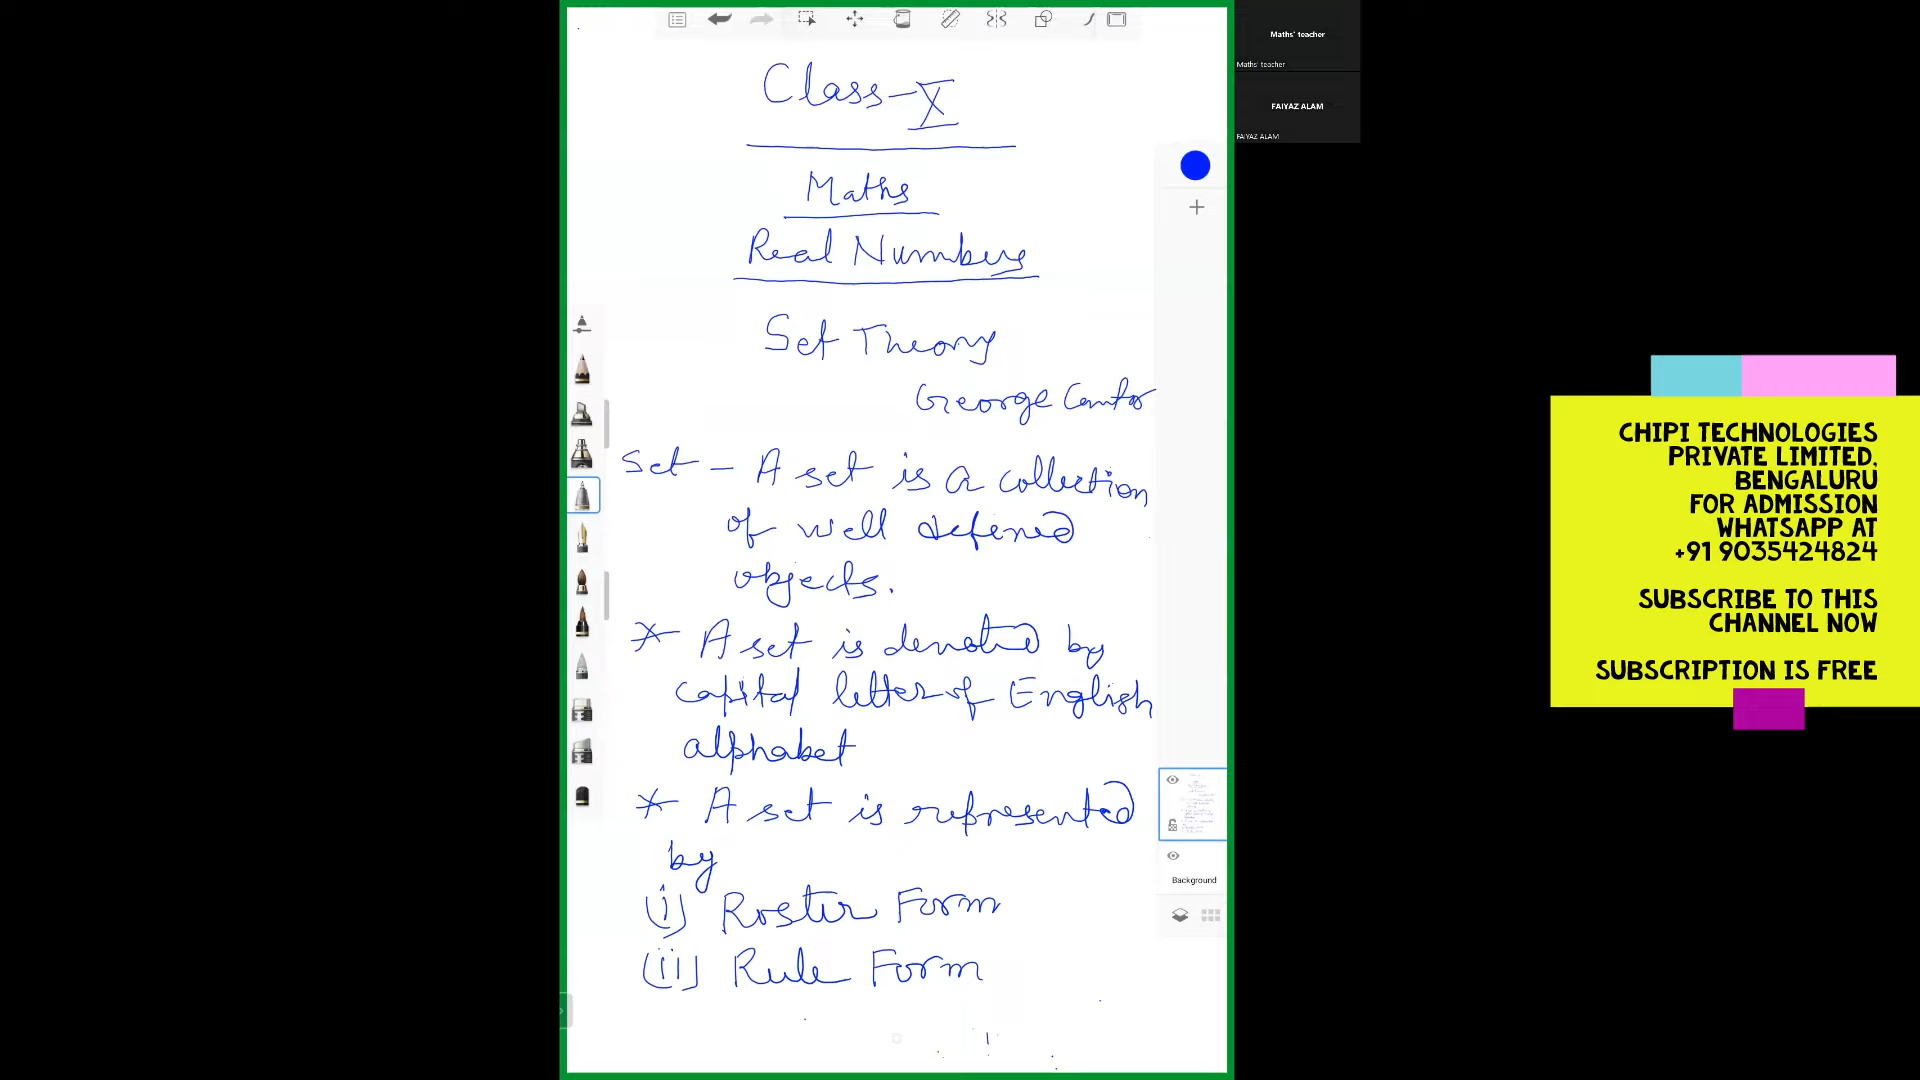 Class-X
Maths
Real Numbers
Set Theory
George Cantor
Set - A set is a collection
of well defined
objects.
* A set is denoted by
capital letter of English
alphabet
* A set is represented
by
(i) Roster Form
(ii) Rule Form
Background
Maths' teacher
Maths' teacher
FAIYAZ ALAM
FAIYAZ ALAM
CHIPI TECHNOLOGIES
PRIVATE LIMITED,
BENGALURU
FOR ADMISSION
WHATSAPP AT
+91 9035424824
SUBSCRIBE TO THIS
CHANNEL NOW
SUBSCRIPTION IS FREE